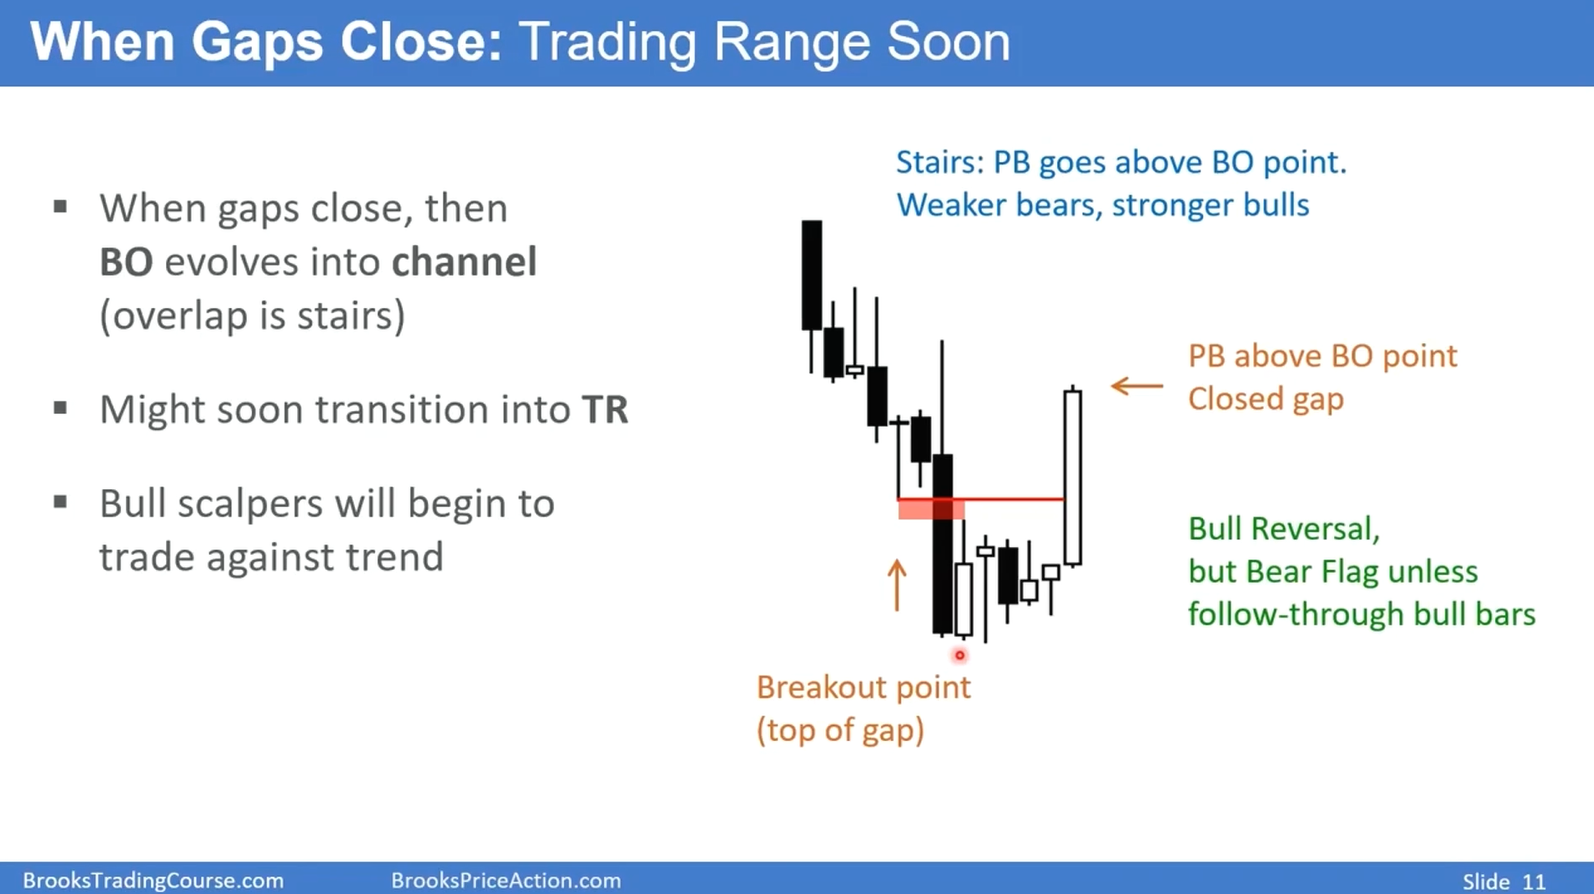 When Gaps Close: Trading Range Soon
▪ When gaps close, then
BO evolves into channel
(overlap is stairs)
▪ Might soon transition into TR
▪ Bull scalpers will begin to
trade against trend
Stairs: PB goes above BO point.
Weaker bears, stronger bulls
PB above BO point
Closed gap
Bull Reversal,
but Bear Flag unless
follow-through bull bars
Breakout point
(top of gap)
BrooksTradingCourse.com
BrooksPriceAction.com
Slide 11